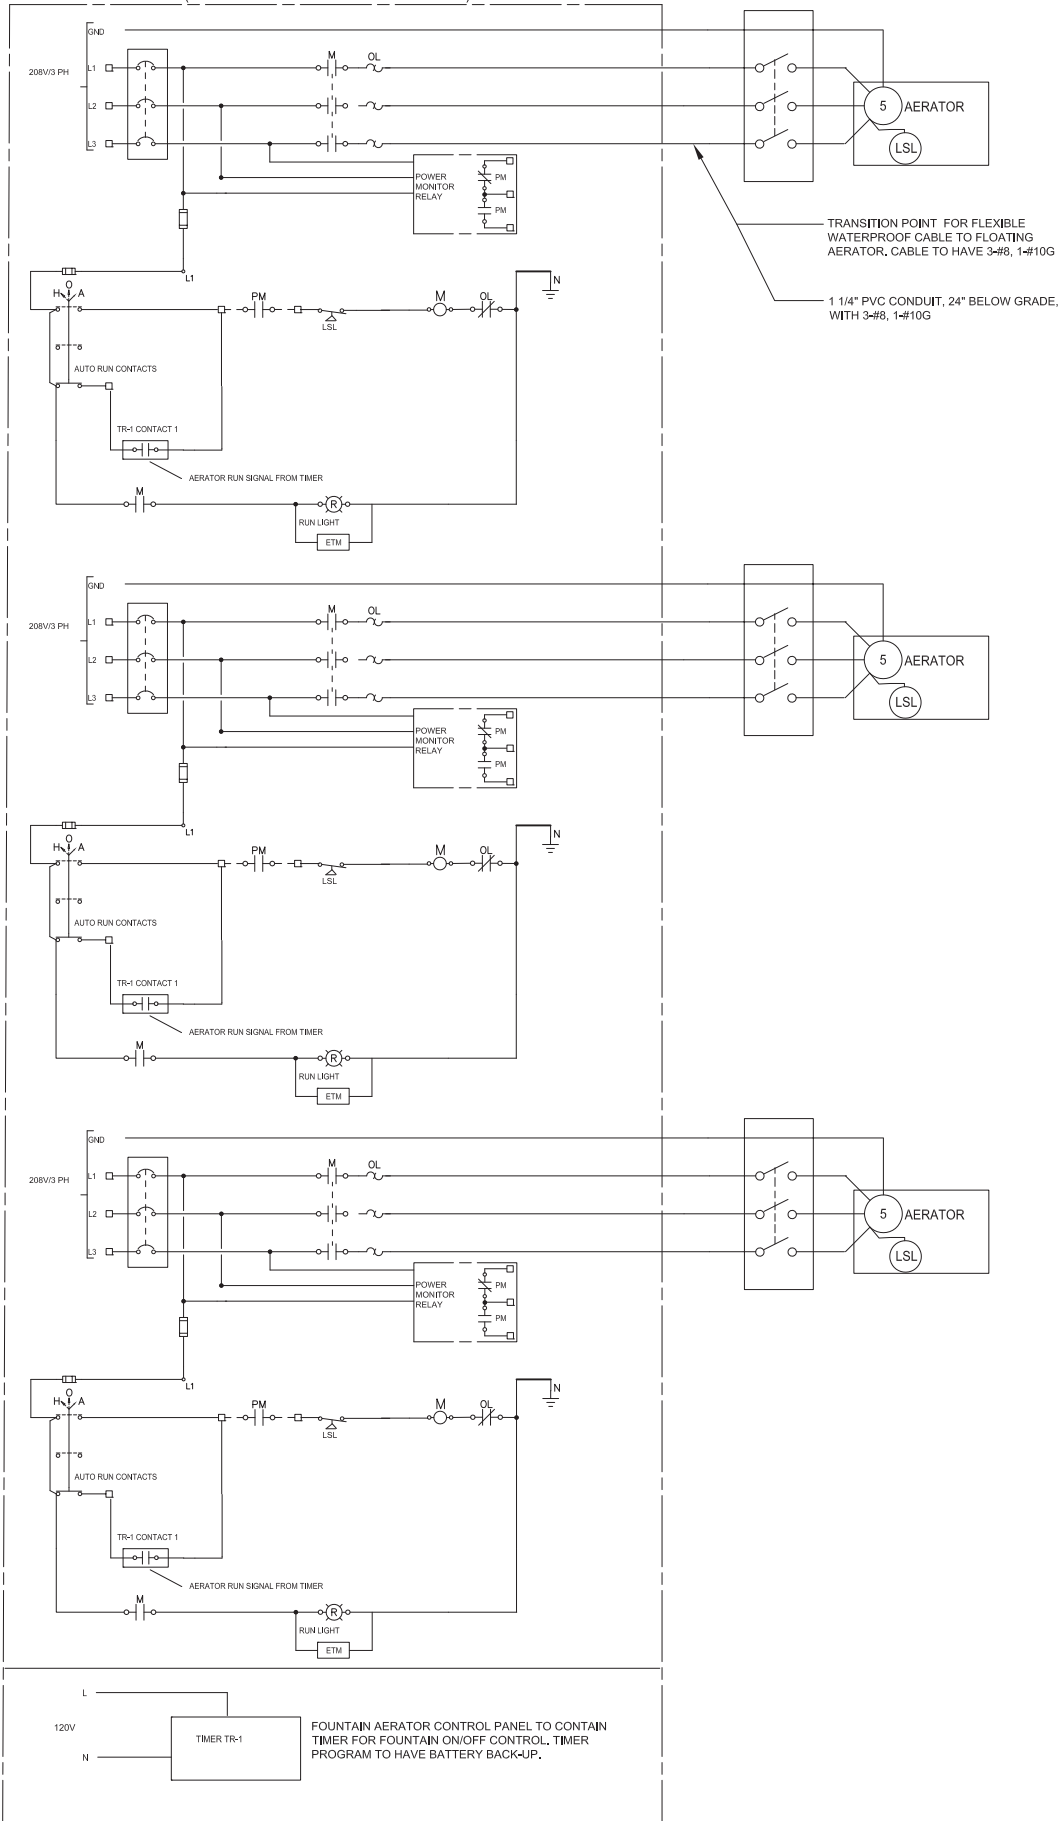 GND
208V/3 PH
L1
M
OL
L2
5
AERATOR
L3
LSL
POWER
MONITOR
RELAY
PM
PM
TRANSITION POINT FOR FLEXIBLE
WATERPROOF CABLE TO FLOATING
AERATOR. CABLE TO HAVE 3-#8, 1-#10G
1 1/4" PVC CONDUIT, 24" BELOW GRADE,
WITH 3-#8, 1-#10G
L1
N
H
O
A
PM
LSL
M
OL
AUTO RUN CONTACTS
TR-1 CONTACT 1
AERATOR RUN SIGNAL FROM TIMER
M
R
RUN LIGHT
ETM
GND
208V/3 PH
L1
M
OL
L2
5
AERATOR
L3
LSL
POWER
MONITOR
RELAY
PM
PM
L1
N
H
O
A
PM
LSL
M
OL
AUTO RUN CONTACTS
TR-1 CONTACT 1
AERATOR RUN SIGNAL FROM TIMER
M
R
RUN LIGHT
ETM
GND
208V/3 PH
L1
M
OL
L2
5
AERATOR
L3
LSL
POWER
MONITOR
RELAY
PM
PM
L1
N
H
O
A
PM
LSL
M
OL
AUTO RUN CONTACTS
TR-1 CONTACT 1
AERATOR RUN SIGNAL FROM TIMER
M
R
RUN LIGHT
ETM
L
120V
N
TIMER TR-1
FOUNTAIN AERATOR CONTROL PANEL TO CONTAIN
TIMER FOR FOUNTAIN ON/OFF CONTROL. TIMER
PROGRAM TO HAVE BATTERY BACK-UP.